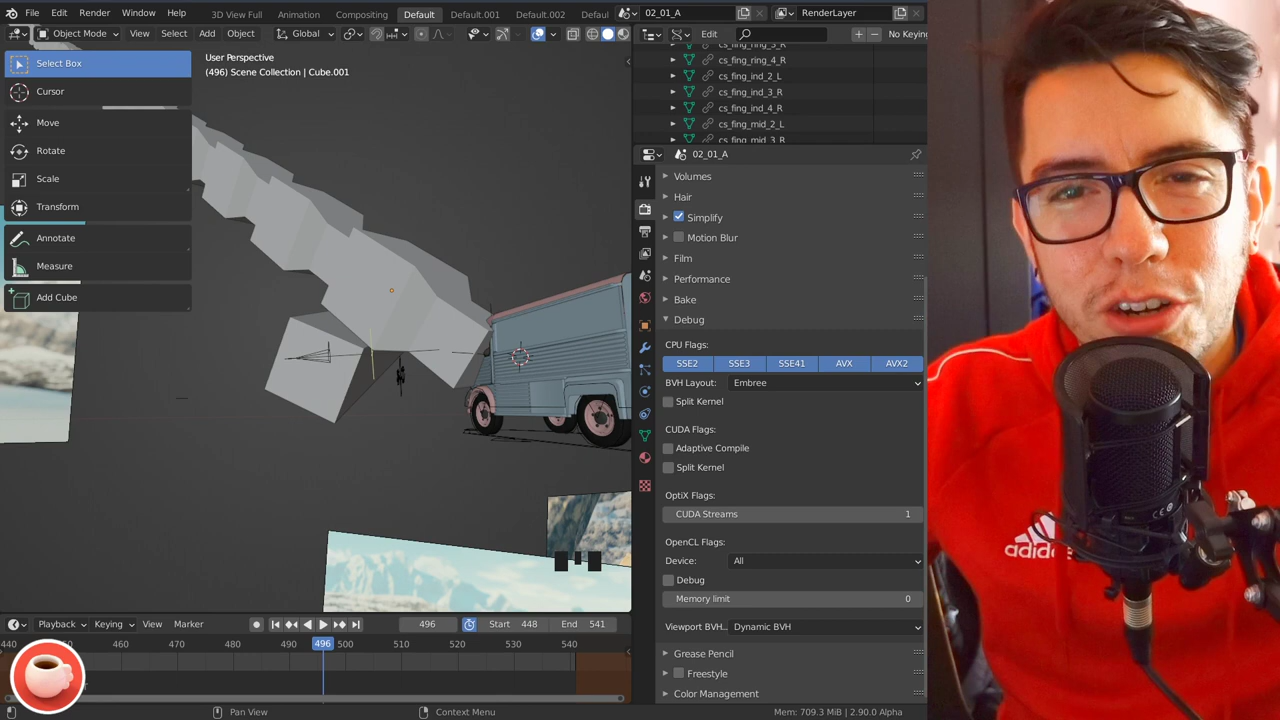 File Edit Render Window Help 3D View Full Animation Compositing Default Default.001 Default.002 Defaul 02_01_A RenderLayer
Object Mode View Select Add Object Global Edit No Keying
Select Box
Cursor
Move
Rotate
Scale
Transform
Annotate
Measure
Add Cube
User Perspective
(496) Scene Collection | Cube.001
cs_fing_ring_3_R
cs_fing_ring_4_R
cs_fing_ind_2_L
cs_fing_ind_3_R
cs_fing_ind_4_R
cs_fing_mid_2_L
cs_fing_mid_3_R
02_01_A
Volumes
Hair
Simplify
Motion Blur
Film
Performance
Bake
Debug
CPU Flags:
SSE2 SSE3 SSE41 AVX AVX2
BVH Layout: Embree
Split Kernel
CUDA Flags:
Adaptive Compile
Split Kernel
OptiX Flags:
CUDA Streams 1
OpenCL Flags:
Device: All
Debug
Memory limit 0
Viewport BVH... Dynamic BVH
Grease Pencil
Freestyle
Color Management
Playback Keying View Marker 496 Start 448 End 541
440 460 470 480 490 496 500 510 520 530 540
Pan View Context Menu Mem: 709.3 MiB | 2.90.0 Alpha
adidas